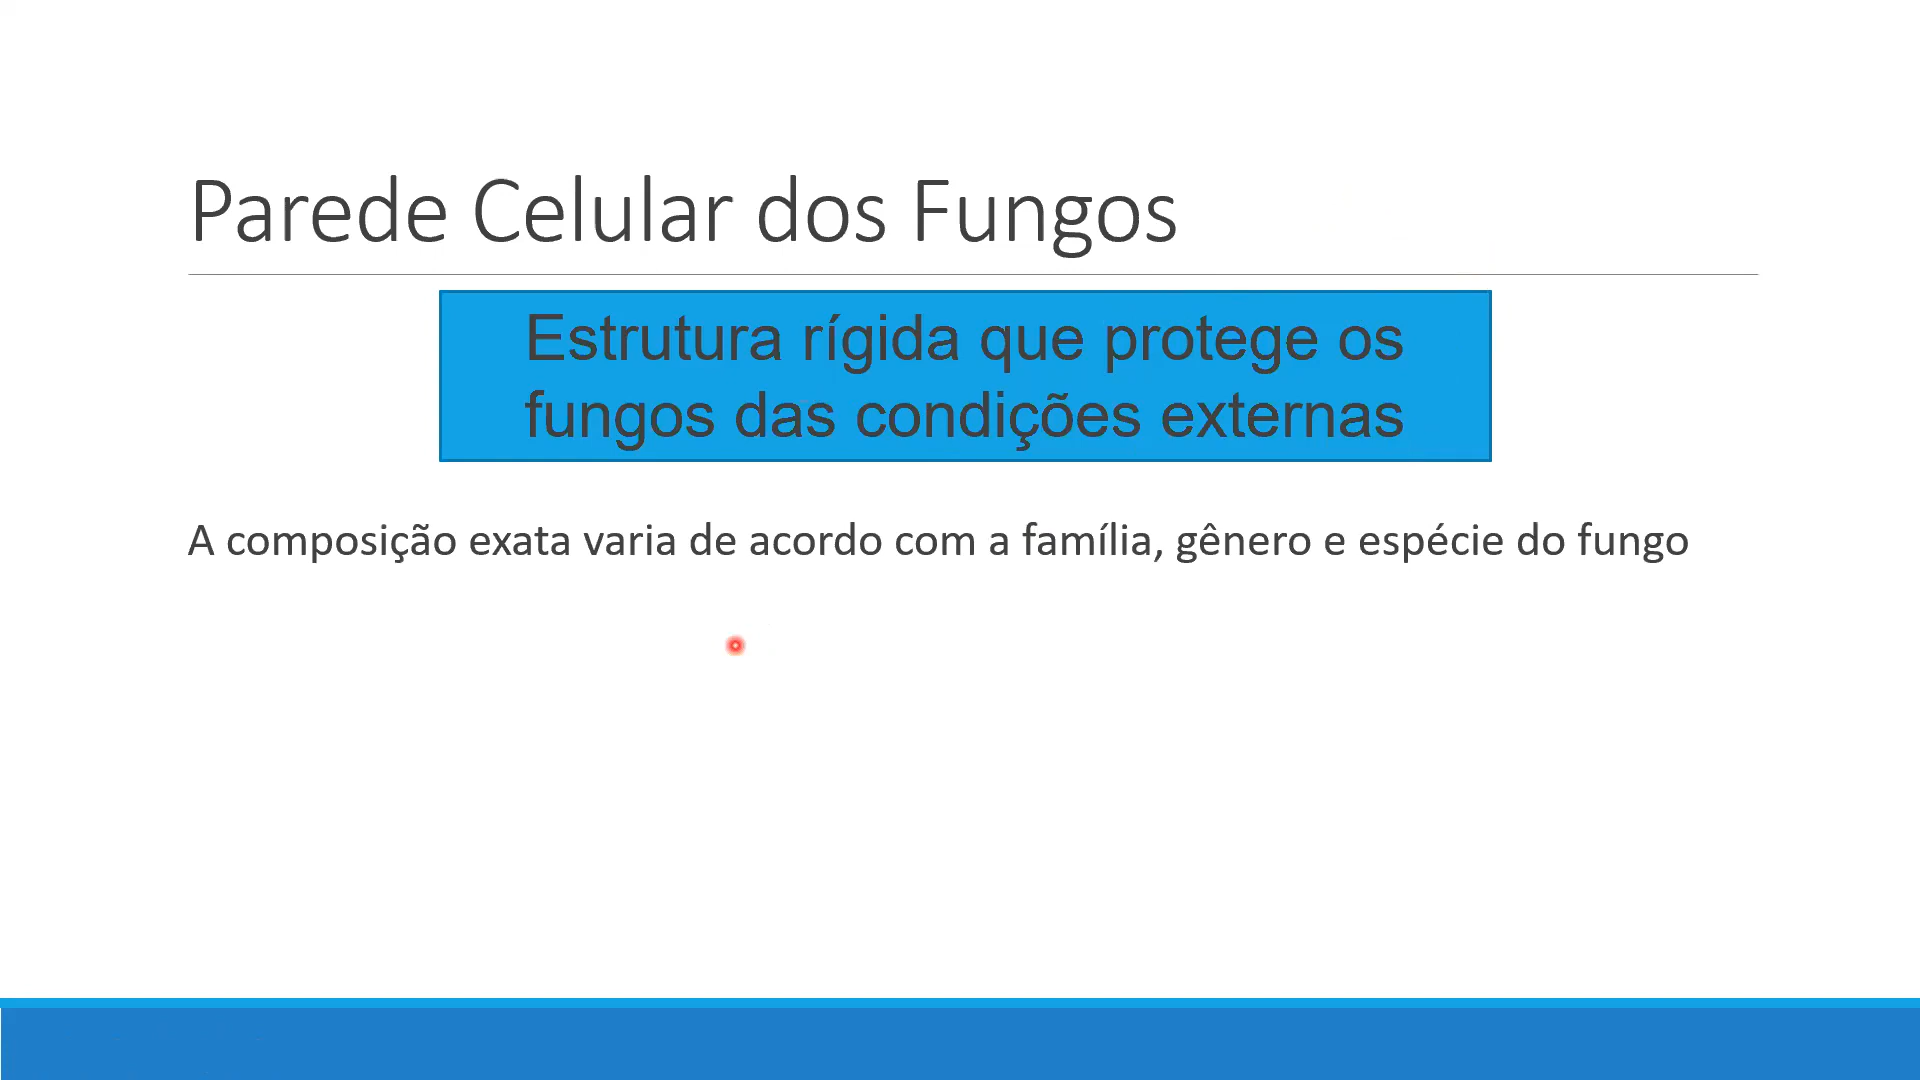 Parede Celular dos Fungos
Estrutura rígida que protege os
fungos das condições externas
A composição exata varia de acordo com a família, gênero e espécie do fungo